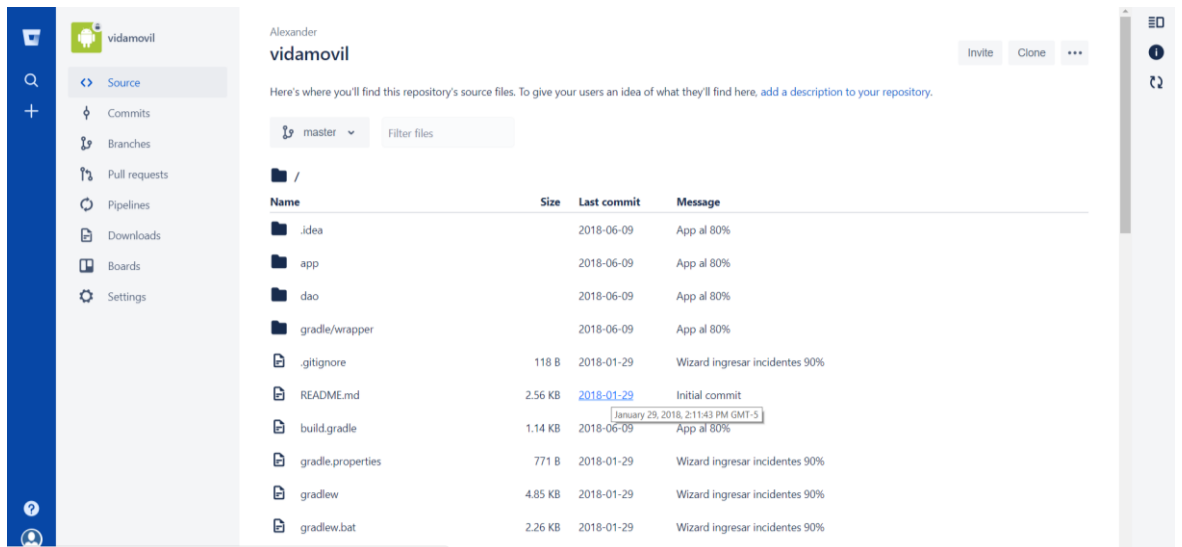 vidamovil
Source
Commits
Branches
Pull requests
Pipelines
Downloads
Boards
Settings
Alexander
vidamovil
Invite Clone
Here's where you'll find this repository's source files. To give your users an idea of what they'll find here, add a description to your repository.
master Filter files
/
Name Size Last commit Message
.idea 2018-06-09 App al 80%
app 2018-06-09 App al 80%
dao 2018-06-09 App al 80%
gradle/wrapper 2018-06-09 App al 80%
.gitignore 118 B 2018-01-29 Wizard ingresar incidentes 90%
README.md 2.56 KB 2018-01-29 Initial commit
January 29, 2018, 2:11:43 PM GMT-5
build.gradle 1.14 KB 2018-06-09 App al 80%
gradle.properties 771 B 2018-01-29 Wizard ingresar incidentes 90%
gradlew 4.85 KB 2018-01-29 Wizard ingresar incidentes 90%
gradlew.bat 2.26 KB 2018-01-29 Wizard ingresar incidentes 90%